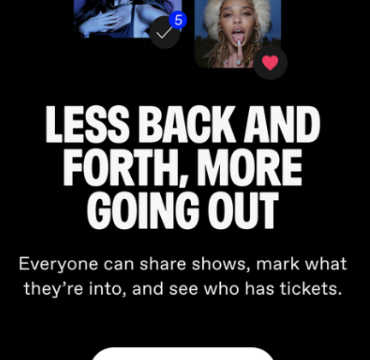 5
LESS BACK AND
FORTH, MORE
GOING OUT
Everyone can share shows, mark what
they’re into, and see who has tickets.